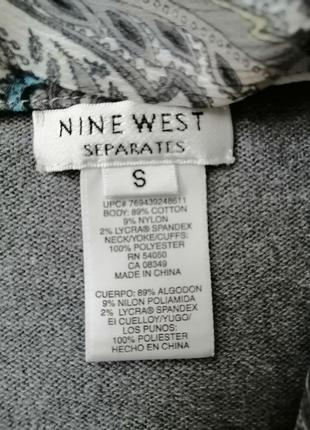 NINE WEST
SEPARATES
S
UPC# 769439248611
BODY: 89% COTTON
9% NYLON
2% LYCRA® SPANDEX
NECK/YOKE/CUFFS:
100% POLYESTER
RN 54050
CA 08349
MADE IN CHINA
CUERPO: 89% ALGODON
9% NILON POLIAMIDA
2% LYCRA® SPANDEX
El CUELLOY/YUGO/
LOS PUNOS:
100% POLIESTER
HECHO EN CHINA